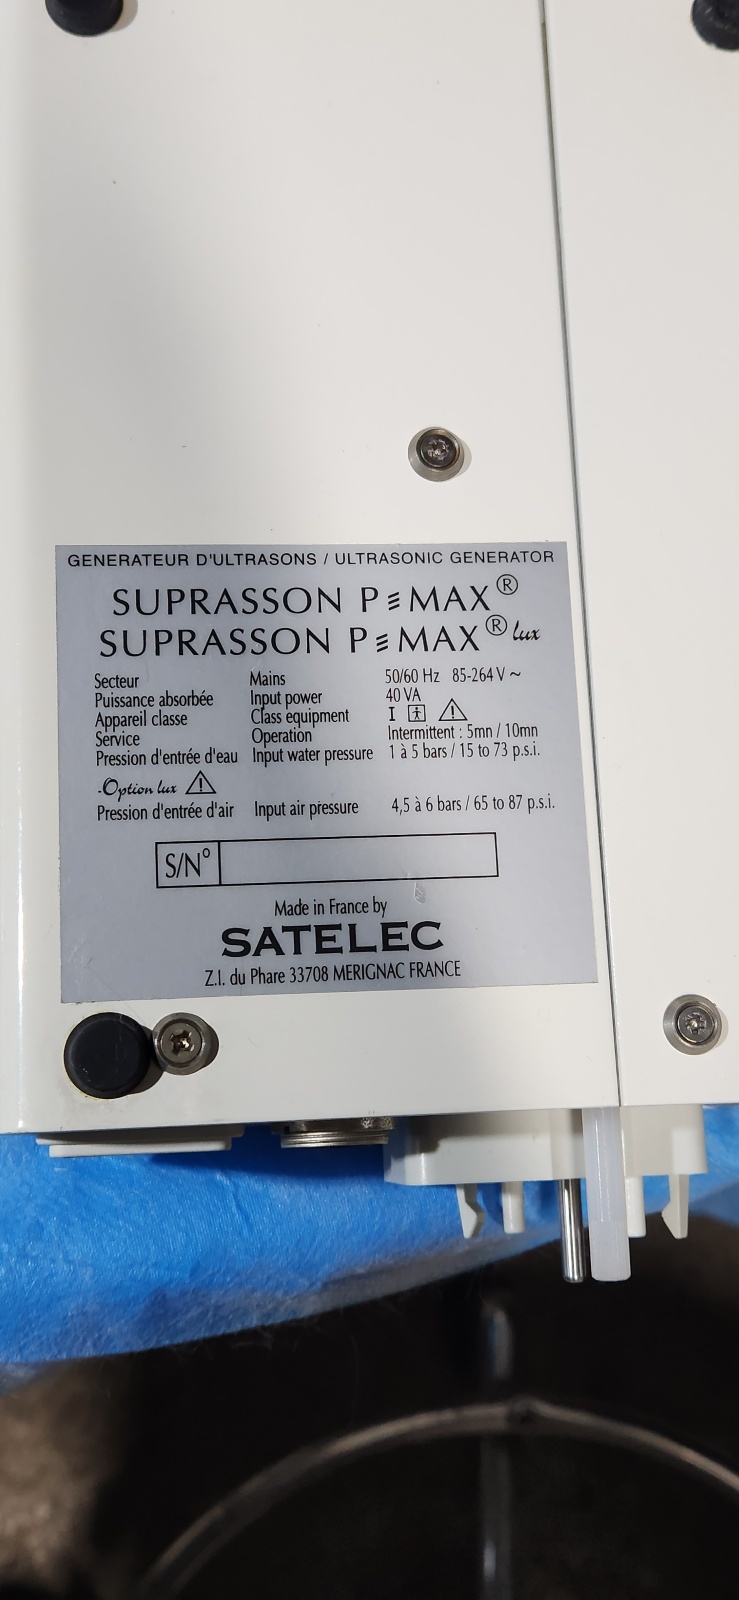 GENERATEUR D'ULTRASONS / ULTRASONIC GENERATOR
SUPRASSON P MAX®
SUPRASSON P MAX® lux
Secteur Mains 50/60 Hz 85-264 V ~
Puissance absorbée Input power 40 VA
Appareil classe Class equipment I
Service Operation Intermittent : 5mn / 10mn
Pression d'entrée d'eau Input water pressure 1 à 5 bars / 15 to 73 p.s.i.
-Option lux
Pression d'entrée d'air Input air pressure 4,5 à 6 bars / 65 to 87 p.s.i.
S/N°
Made in France by
SATELEC
Z.I. du Phare 33708 MERIGNAC FRANCE